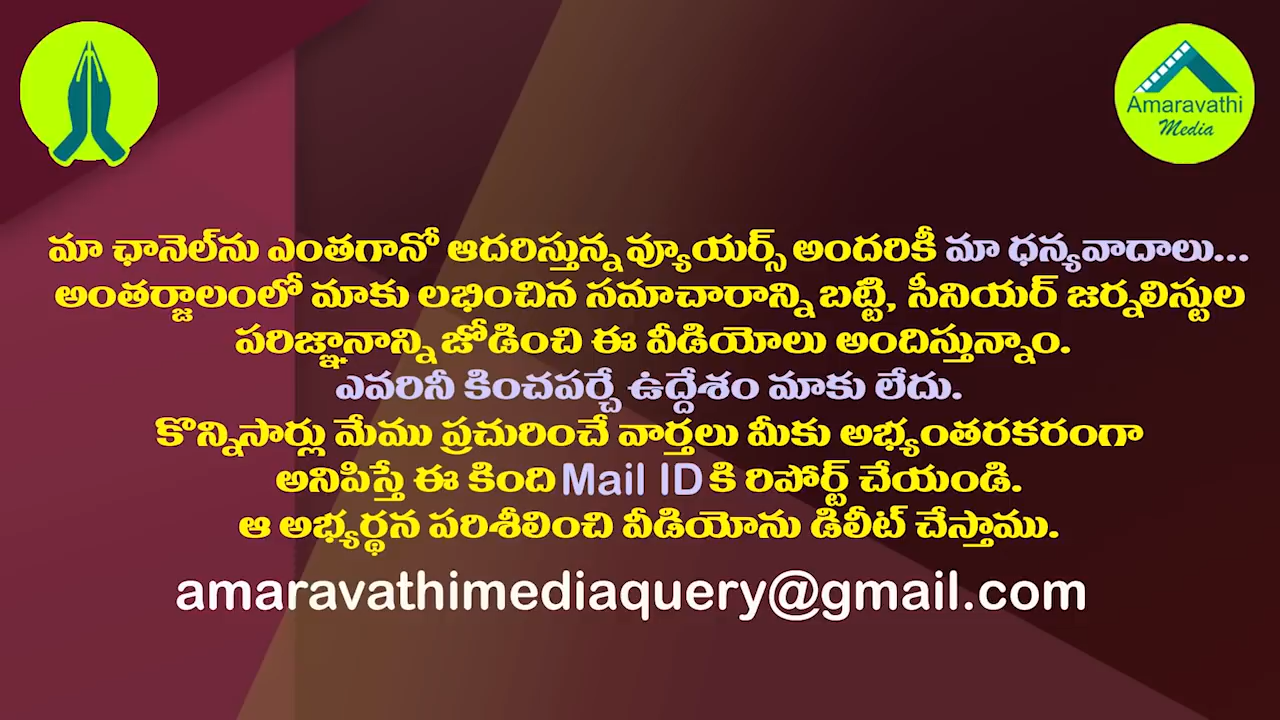 Amaravathi
Media
మా ఛానెల్‌ను ఎంతగానో ఆదరిస్తున్న వ్యూయర్స్ అందరికీ మా ధన్యవాదాలు...
అంతర్జాలంలో మాకు లభించిన సమాచారాన్ని బట్టి, సీనియర్ జర్నలిస్టుల
పరిజ్ఞానాన్ని జోడించి ఈ వీడియోలు అందిస్తున్నాం.
ఎవరినీ కించపర్చే ఉద్దేశం మాకు లేదు.
కొన్నిసార్లు మేము ప్రచురించే వార్తలు మీకు అభ్యంతరకరంగా
అనిపిస్తే ఈ కింది Mail ID కి రిపోర్ట్ చేయండి.
ఆ అభ్యర్థన పరిశీలించి వీడియోను డిలీట్ చేస్తాము.
amaravathimediaquery@gmail.com